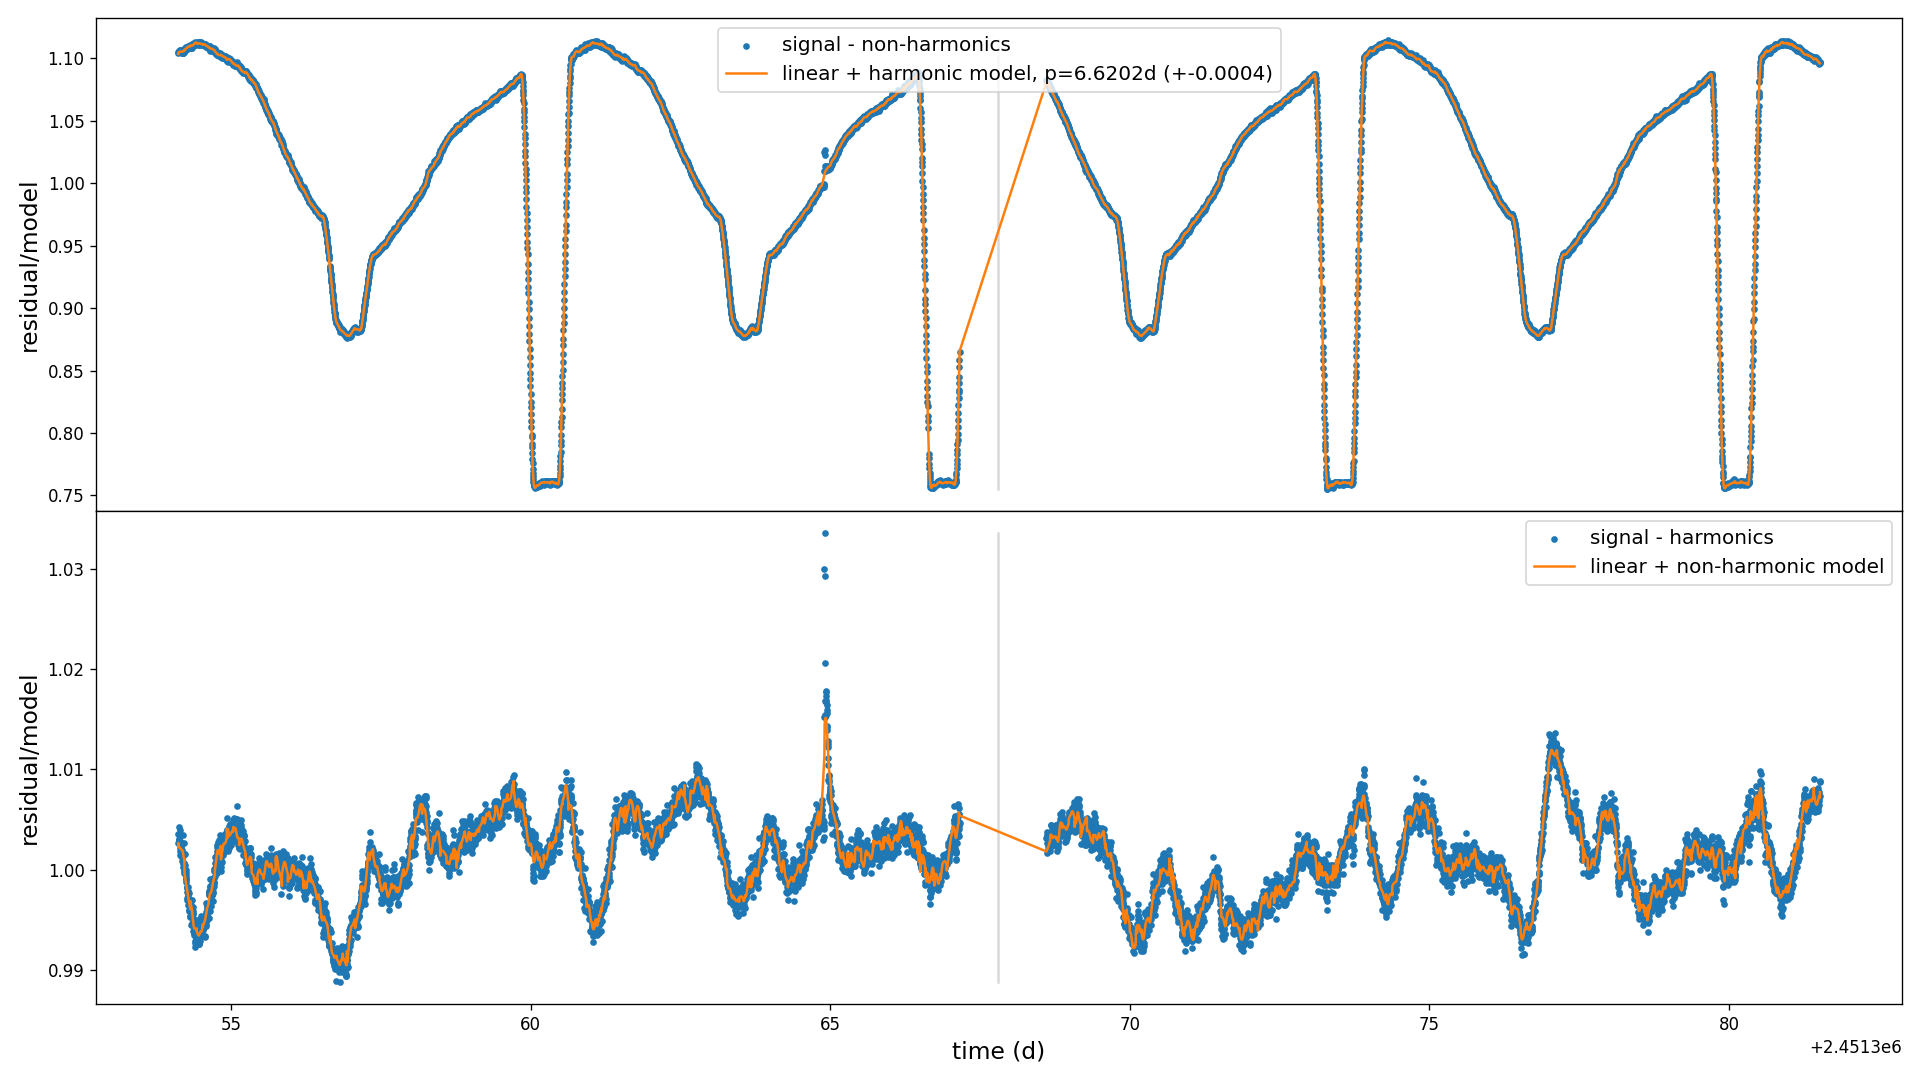 signal - non-harmonics
linear + harmonic model, p=6.6202d (+-0.0004)
residual/model
1.10
1.05
1.00
0.95
0.90
0.85
0.80
0.75
signal - harmonics
linear + non-harmonic model
residual/model
1.03
1.02
1.01
1.00
0.99
55
60
65
70
75
80
time (d)
+2.4513e6